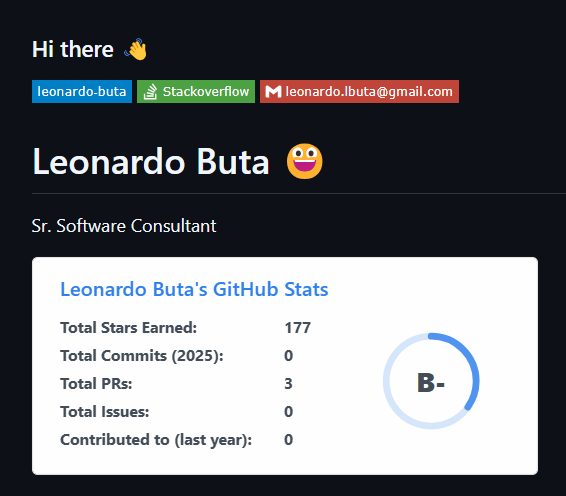 Hi there 👋
leonardo-buta Stackoverflow leonardo.lbuta@gmail.com
Leonardo Buta 😃
Sr. Software Consultant
Leonardo Buta's GitHub Stats
Total Stars Earned: 177
Total Commits (2025): 0
Total PRs: 3
Total Issues: 0
Contributed to (last year): 0
B-